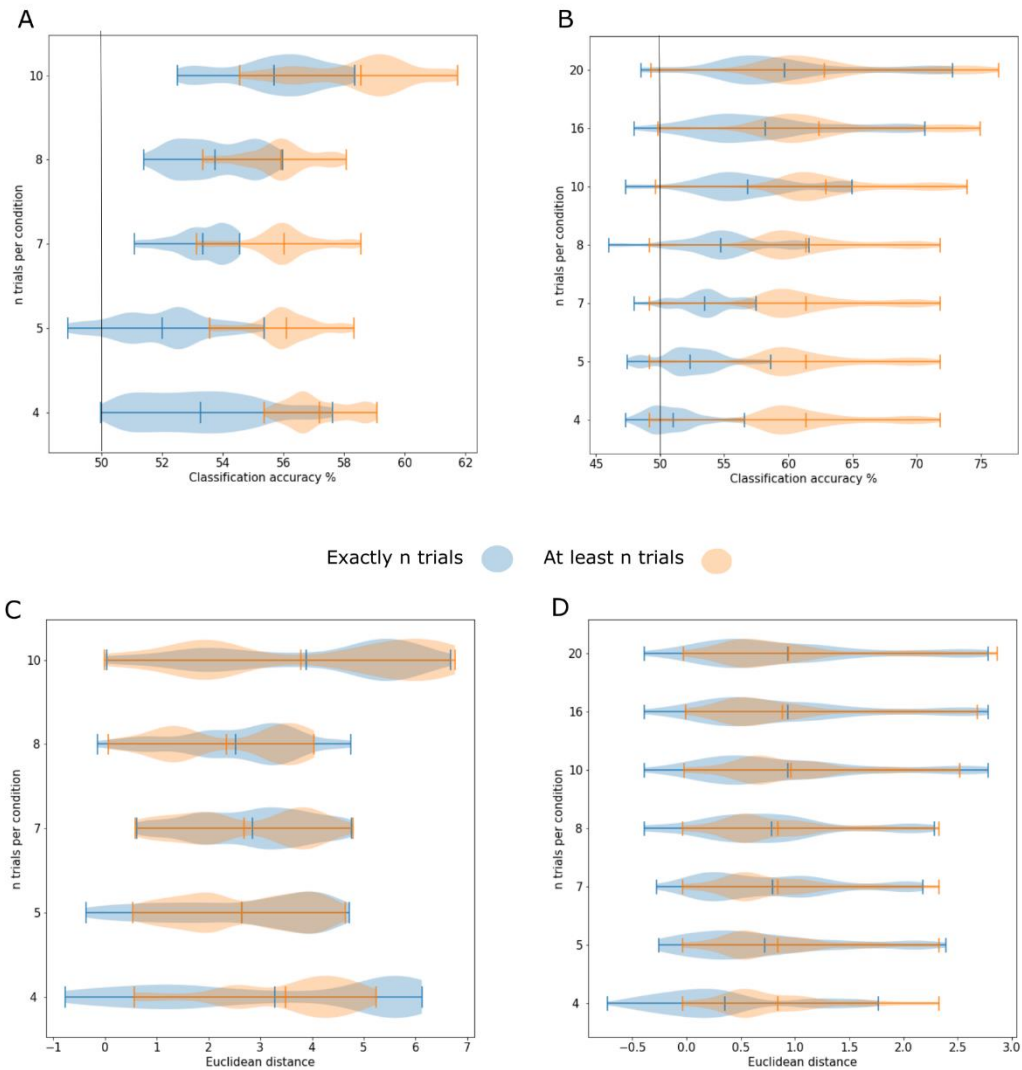 A
B
10
8
7
5
4
n trials per condition
50 52 54 56 58 60 62
Classification accuracy %
20
16
10
8
7
5
4
n trials per condition
45 50 55 60 65 70 75
Classification accuracy %
Exactly n trials At least n trials
C
D
10
8
7
5
4
n trials per condition
−1 0 1 2 3 4 5 6 7
Euclidean distance
20
16
10
8
7
5
4
n trials per condition
−0.5 0.0 0.5 1.0 1.5 2.0 2.5 3.0
Euclidean distance